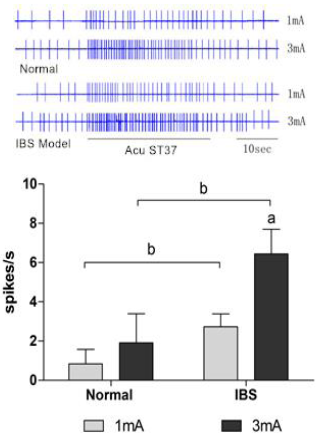 1mA
3mA
Normal
1mA
3mA
IBS Model
Acu ST37
10sec
10
8
6
4
2
0
spikes/s
b
b
a
Normal
IBS
1mA
3mA